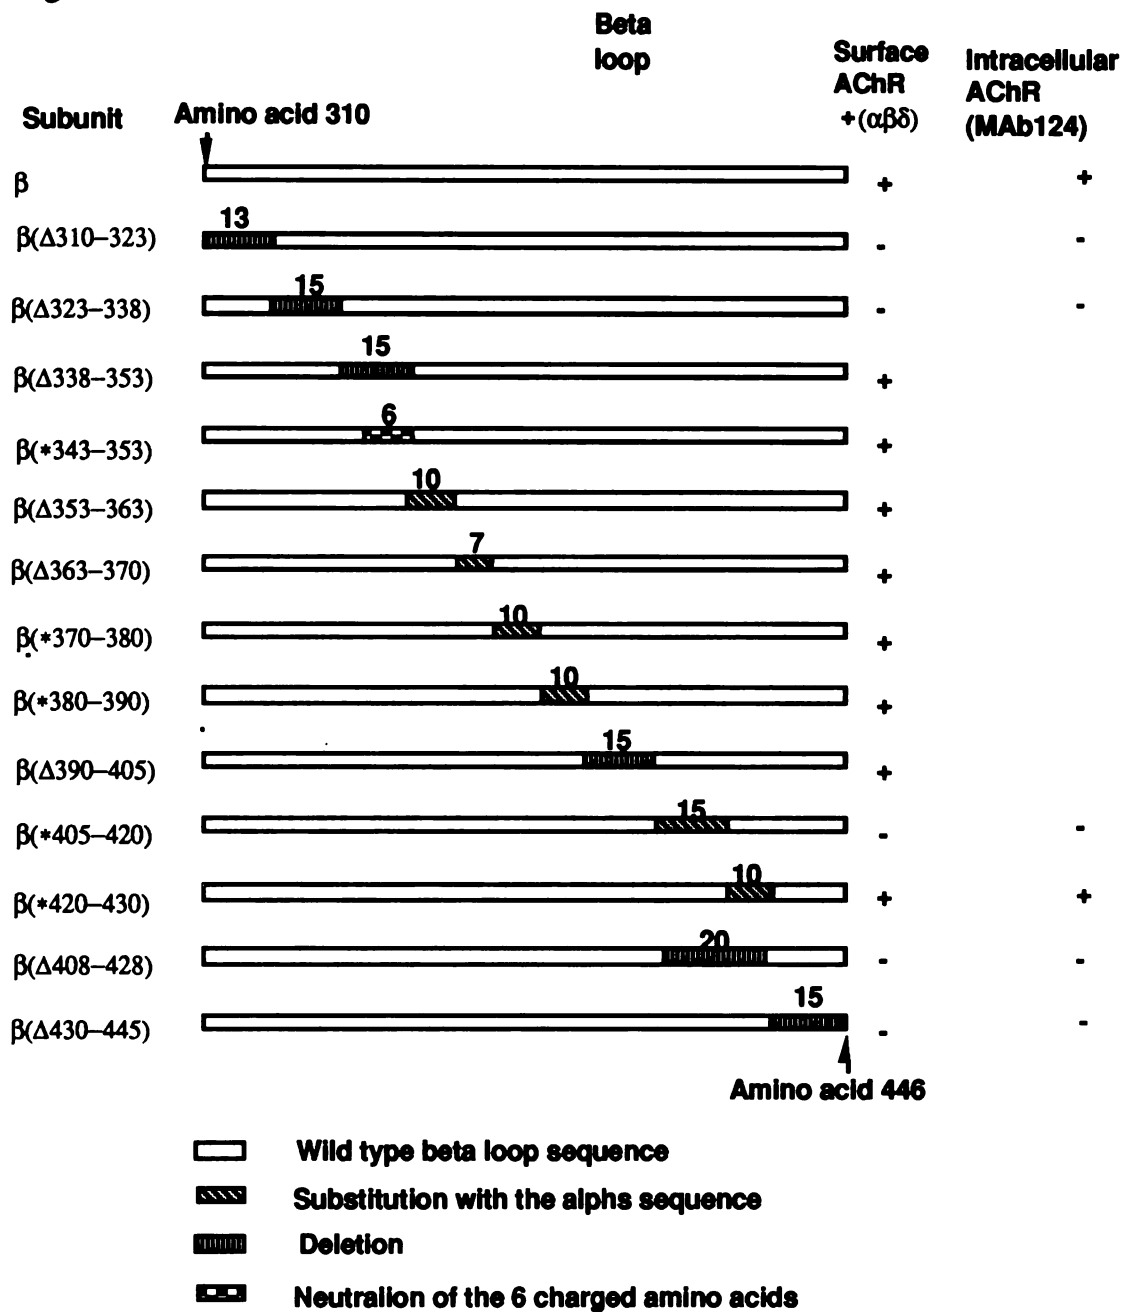 Beta
loop
Surface
AChR
+(αβδ)
Intracellular
AChR
(MAb124)
Subunit
Amino acid 310
β + +
13
β(Δ310–323) - -
15
β(Δ323–338) - -
15
β(Δ338–353) +
6
β(*343–353) +
10
β(Δ353–363) +
7
β(Δ363–370) +
10
β(*370–380) +
10
β(*380–390) +
15
β(Δ390–405) +
15
β(*405–420) - -
10
β(*420–430) + +
20
β(Δ408–428) - -
15
β(Δ430–445) - -
Amino acid 446
Wild type beta loop sequence
Substitution with the alphs sequence
Deletion
Neutralion of the 6 charged amino acids